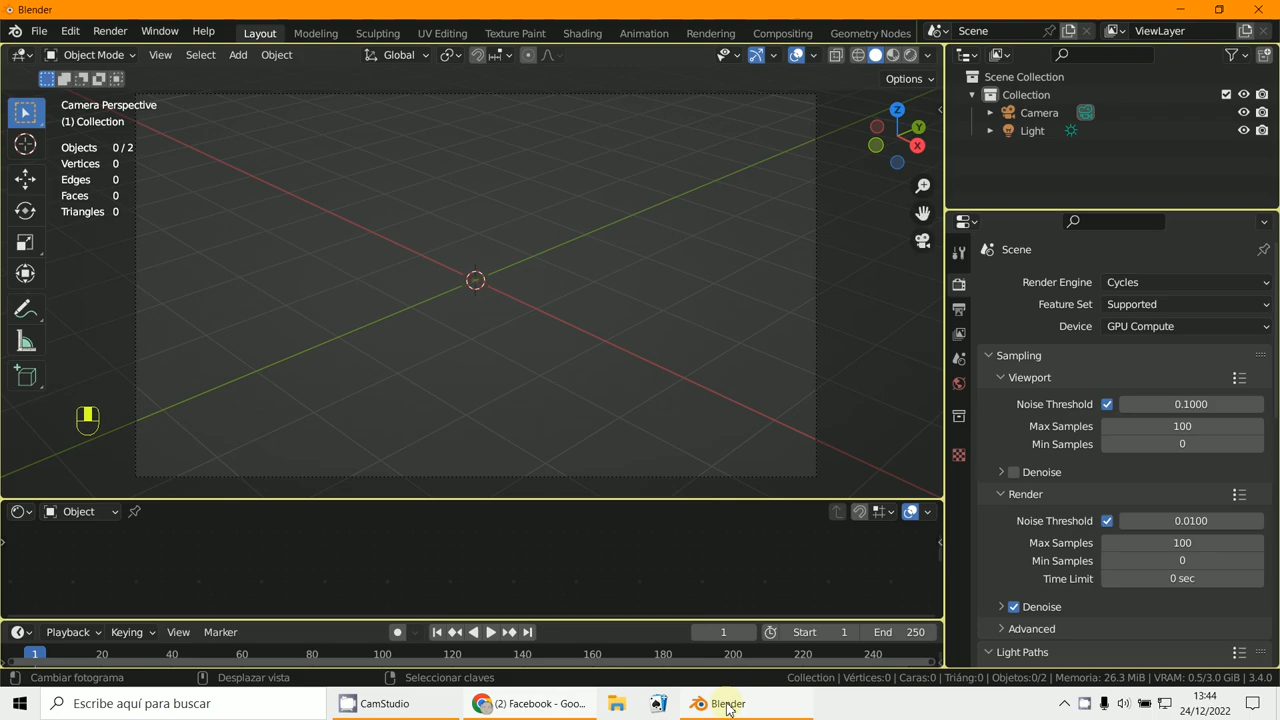 Blender
File Edit Render Window Help Layout Modeling Sculpting UV Editing Texture Paint Shading Animation Rendering Compositing Geometry Nodes Scene ViewLayer
Object Mode View Select Add Object Global
Options
Camera Perspective
(1) Collection
Objects 0 / 2
Vertices 0
Edges 0
Faces 0
Triangles 0
Z
Y
X
Scene Collection
Collection
Camera
Light
Scene
Render Engine Cycles
Feature Set Supported
Device GPU Compute
Sampling
Viewport
Noise Threshold 0.1000
Max Samples 100
Min Samples 0
Denoise
Render
Noise Threshold 0.0100
Max Samples 100
Min Samples 0
Time Limit 0 sec
Denoise
Advanced
Light Paths
Object
Playback Keying View Marker 1 Start 1 End 250
1 20 40 60 80 100 120 140 160 180 200 220 240
Cambiar fotograma Desplazar vista Seleccionar claves Collection | Vértices:0 | Caras:0 | Triáng:0 | Objetos:0/2 | Memoria: 26.3 MiB | VRAM: 0.5/3.0 GiB | 3.4.0
Escribe aquí para buscar CamStudio (2) Facebook - Goo... Blender
13:44
24/12/2022